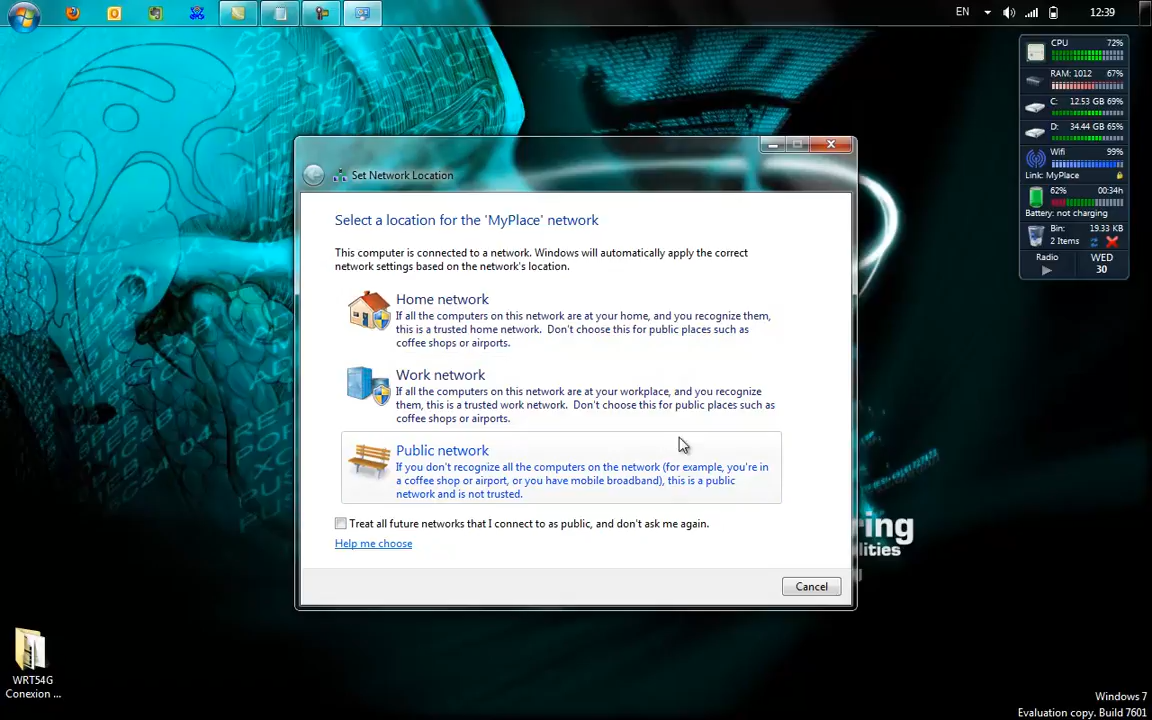 EN
12:39
CPU 72%
RAM: 1012 67%
C: 12.53 GB 69%
D: 34.44 GB 65%
Wifi 99%
Link: MyPlace
62% 00:34h
Battery: not charging
Bin: 19.33 KB
2 Items
Radio WED
30
Set Network Location
Select a location for the 'MyPlace' network
This computer is connected to a network. Windows will automatically apply the correct
network settings based on the network's location.
Home network
If all the computers on this network are at your home, and you recognize them,
this is a trusted home network. Don't choose this for public places such as
coffee shops or airports.
Work network
If all the computers on this network are at your workplace, and you recognize
them, this is a trusted work network. Don't choose this for public places such as
coffee shops or airports.
Public network
If you don't recognize all the computers on the network (for example, you're in
a coffee shop or airport, or you have mobile broadband), this is a public
network and is not trusted.
Treat all future networks that I connect to as public, and don't ask me again.
Help me choose
Cancel
WRT54G
Conexion ...
Windows 7
Evaluation copy. Build 7601